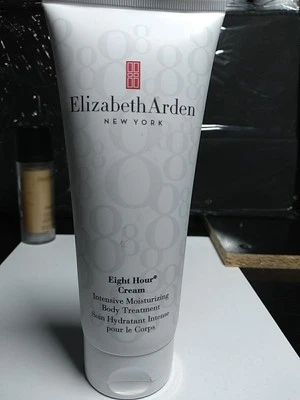 Elizabeth Arden
NEW YORK
Eight Hour®
Cream
Intensive Moisturizing
Body Treatment
Soin Hydratant Intense
pour le Corps